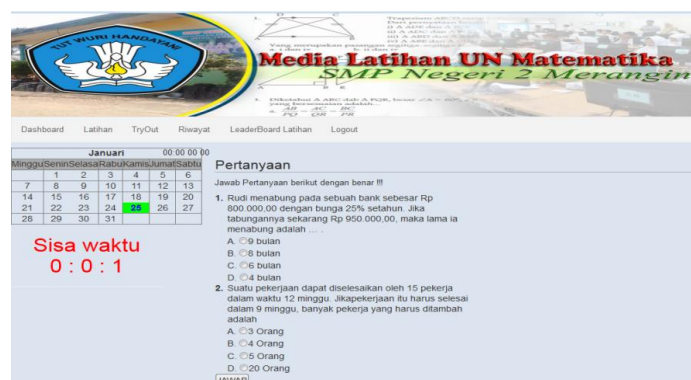 TUT WURI HANDAYANI
Media Latihan UN Matematika
SMP Negeri 2 Merangin
Dashboard Latihan TryOut Riwayat LeaderBoard Latihan Logout
Januari 00:00 00 00
Minggu Senin Selasa Rabu Kamis Jumat Sabtu
1 2 3 4 5 6
7 8 9 10 11 12 13
14 15 16 17 18 19 20
21 22 23 24 25 26 27
28 29 30 31
Sisa waktu
0 : 0 : 1
Pertanyaan
Jawab Pertanyaan berikut dengan benar !!!
1. Rudi menabung pada sebuah bank sebesar Rp
800.000,00 dengan bunga 25% setahun. Jika
tabungannya sekarang Rp 950.000,00, maka lama ia
menabung adalah ... .
A. 9 bulan
B. 8 bulan
C. 6 bulan
D. 4 bulan
2. Suatu pekerjaan dapat diselesaikan oleh 15 pekerja
dalam waktu 12 minggu. Jikapekerjaan itu harus selesai
dalam 9 minggu, banyak pekerja yang harus ditambah
adalah
A. 3 Orang
B. 4 Orang
C. 5 Orang
D. 20 Orang
JAWAB